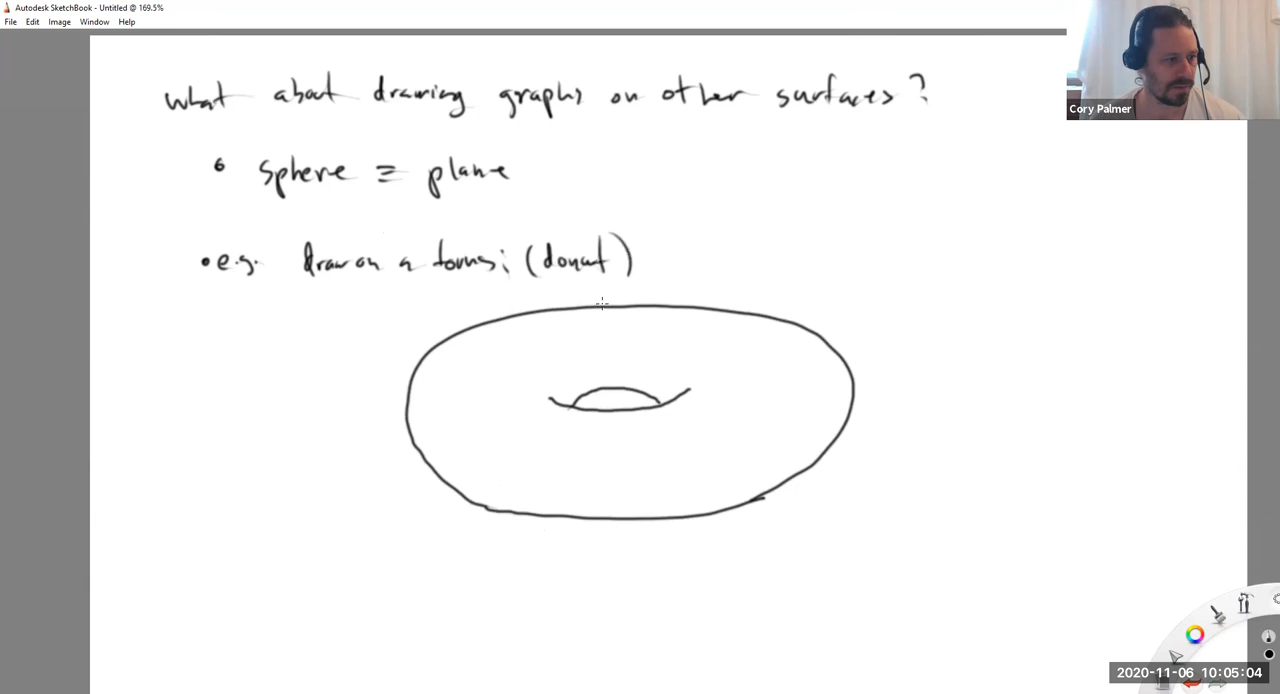 Autodesk SketchBook - Untitled @ 169.5%
File Edit Image Window Help
Cory Palmer
What about drawing graphs on other surfaces?
• Sphere ≡ plane
• e.g. draw on a torus; (donut)
2020-11-06 10:05:04